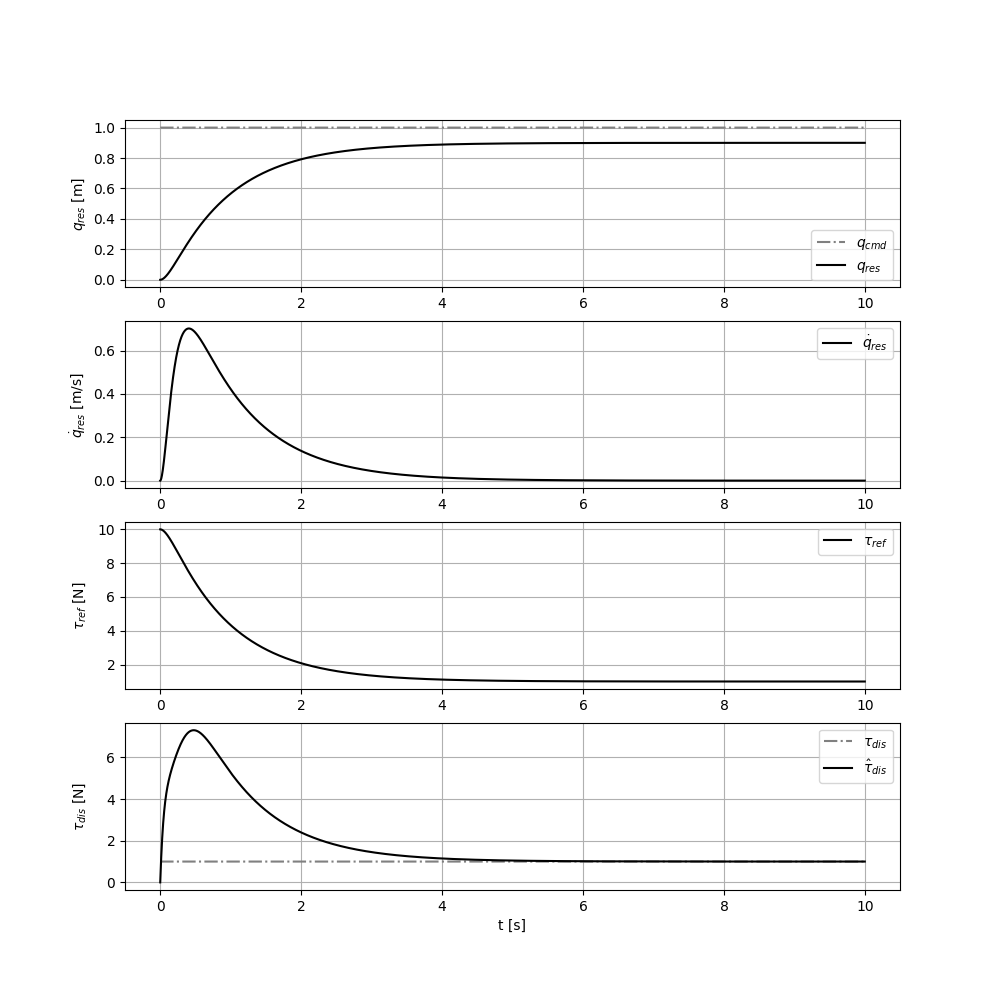 q_res [m]
1.0
0.8
0.6
0.4
0.2
0.0
q_cmd
q_res
0 2 4 6 8 10
q̇_res [m/s]
0.6
0.4
0.2
0.0
q̇_res
0 2 4 6 8 10
τ_ref [N]
10
8
6
4
2
τ_ref
0 2 4 6 8 10
τ_dis [N]
6
4
2
0
τ_dis
τ̂_dis
0 2 4 6 8 10
t [s]